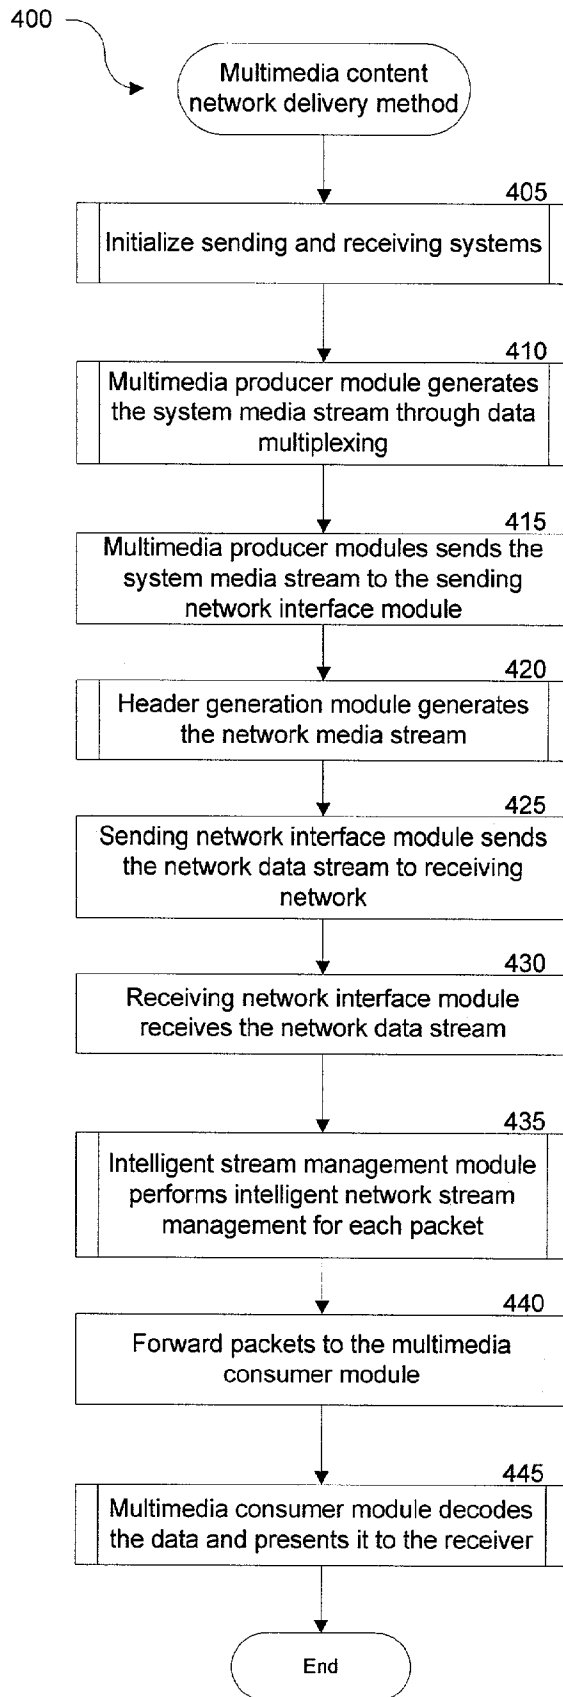 400
Multimedia content
network delivery method
405
Initialize sending and receiving systems
410
Multimedia producer module generates
the system media stream through data
multiplexing
415
Multimedia producer modules sends the
system media stream to the sending
network interface module
420
Header generation module generates
the network media stream
425
Sending network interface module sends
the network data stream to receiving
network
430
Receiving network interface module
receives the network data stream
435
Intelligent stream management module
performs intelligent network stream
management for each packet
440
Forward packets to the multimedia
consumer module
445
Multimedia consumer module decodes
the data and presents it to the receiver
End